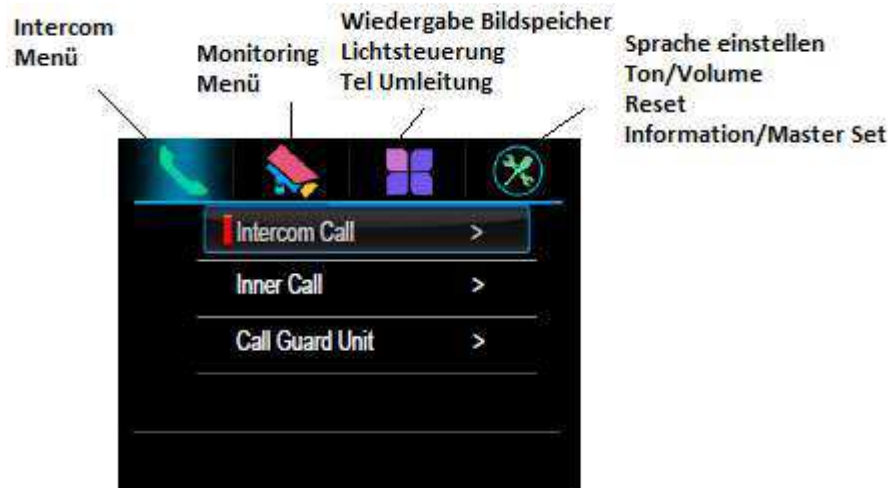 Intercom
Menü
Monitoring
Menü
Wiedergabe Bildspeicher
Lichtsteuerung
Tel Umleitung
Sprache einstellen
Ton/Volume
Reset
Information/Master Set
Intercom Call >
Inner Call >
Call Guard Unit >